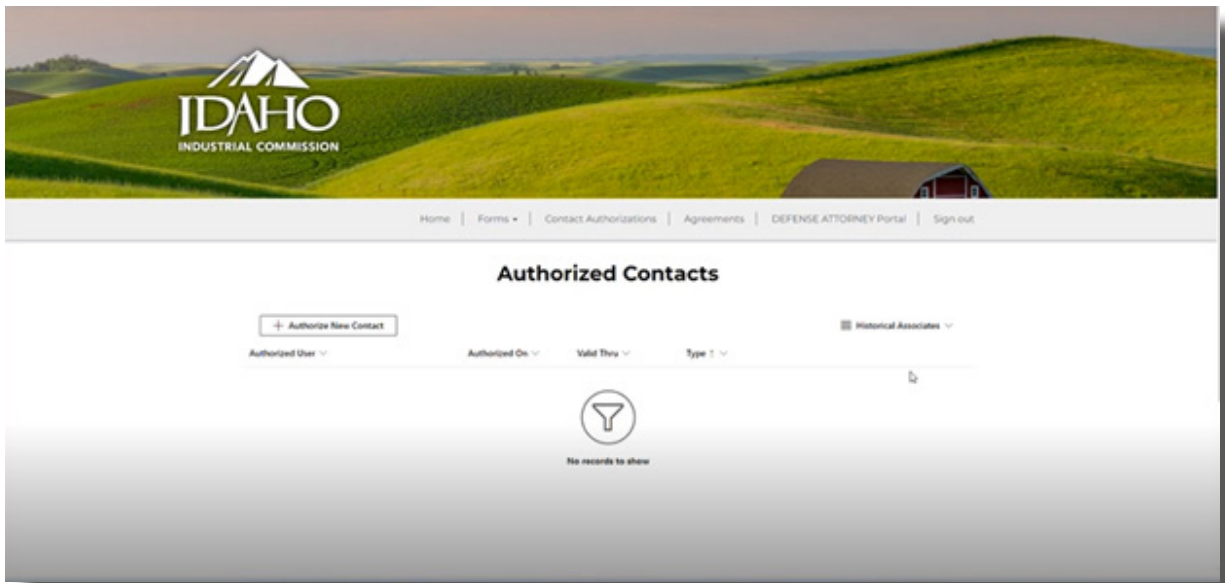 IDAHO
INDUSTRIAL COMMISSION
Home | Forms | Contact Authorizations | Agreements | DEFENSE ATTORNEY Portal | Sign out
Authorized Contacts
+ Authorize New Contact
Historical Associates
Authorized User Authorized On Valid Thru Type ↑
No records to show